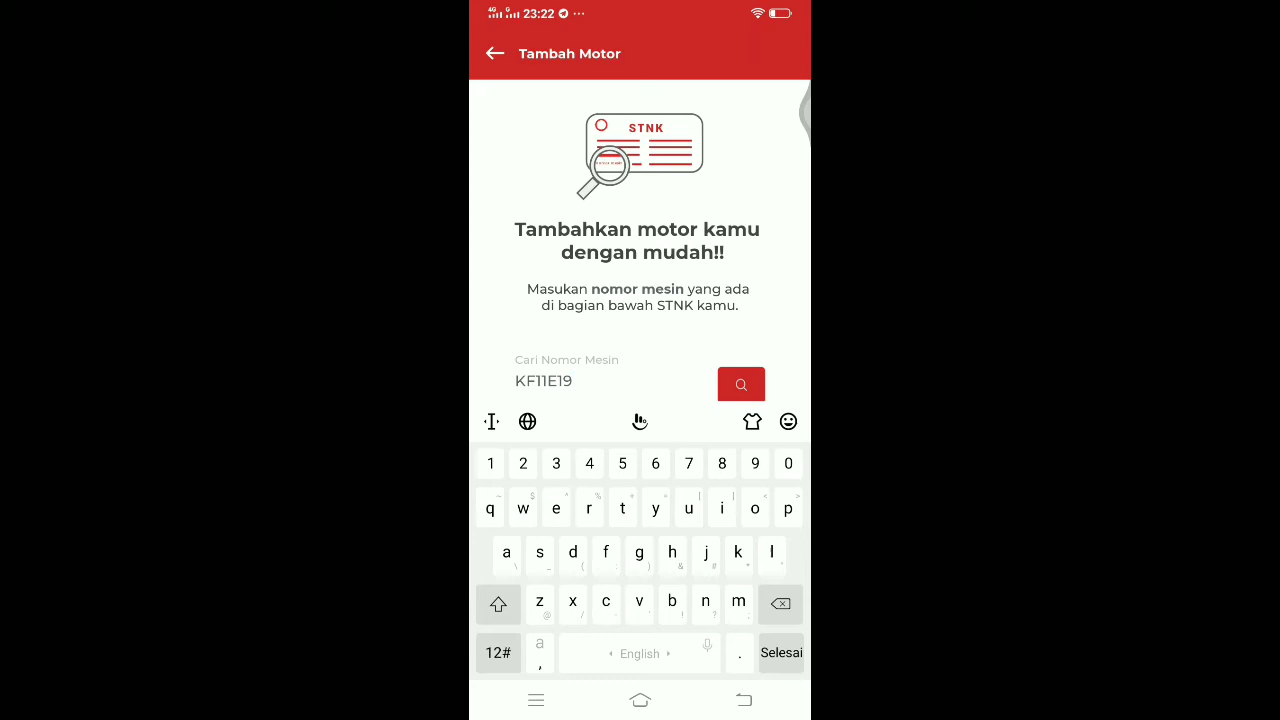 4G G 23:22
Tambah Motor
STNK
Tambahkan motor kamu
dengan mudah!!
Masukan nomor mesin yang ada
di bagian bawah STNK kamu.
Cari Nomor Mesin
KF11E19
1 2 3 4 5 6 7 8 9 0
~ $ ^ % + = [ ] < >
q w e r t y u i o p
a s d f g h j k l
\ _ ( : ) & # * "
z x c v b n m
@ / - ' ! ? ;
12# a , English . Selesai